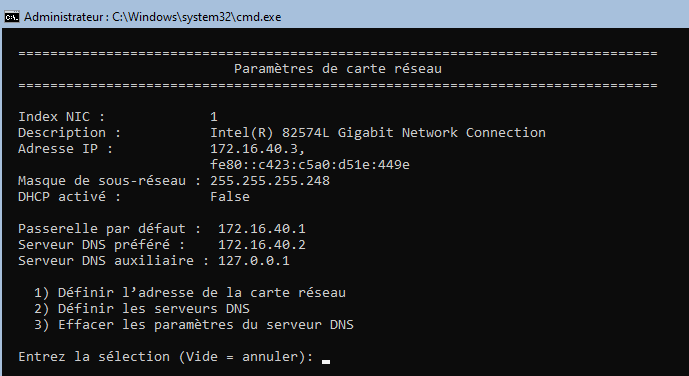 Administrateur : C:\Windows\system32\cmd.exe
================================================================================
Paramètres de carte réseau
================================================================================
Index NIC : 1
Description : Intel(R) 82574L Gigabit Network Connection
Adresse IP : 172.16.40.3,
fe80::c423:c5a0:d51e:449e
Masque de sous-réseau : 255.255.255.248
DHCP activé : False
Passerelle par défaut : 172.16.40.1
Serveur DNS préféré : 172.16.40.2
Serveur DNS auxiliaire : 127.0.0.1
1) Définir l’adresse de la carte réseau
2) Définir les serveurs DNS
3) Effacer les paramètres du serveur DNS
Entrez la sélection (Vide = annuler):